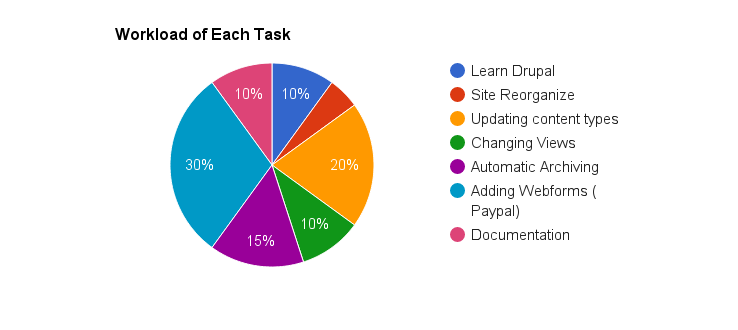 Workload of Each Task
10%
10%
20%
30%
10%
15%
Learn Drupal
Site Reorganize
Updating content types
Changing Views
Automatic Archiving
Adding Webforms (
Paypal)
Documentation